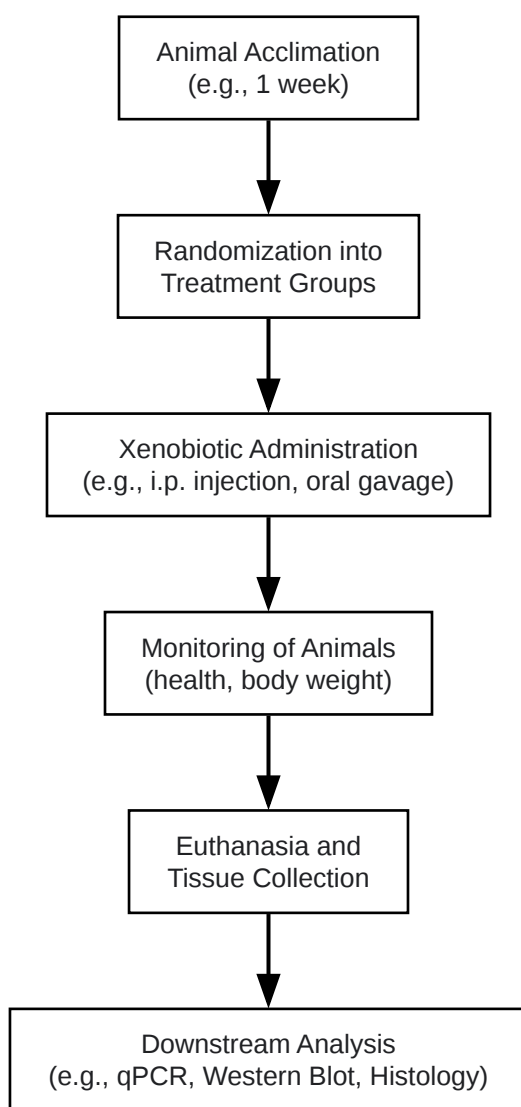 Animal Acclimation
(e.g., 1 week)
Randomization into
Treatment Groups
Xenobiotic Administration
(e.g., i.p. injection, oral gavage)
Monitoring of Animals
(health, body weight)
Euthanasia and
Tissue Collection
Downstream Analysis
(e.g., qPCR, Western Blot, Histology)